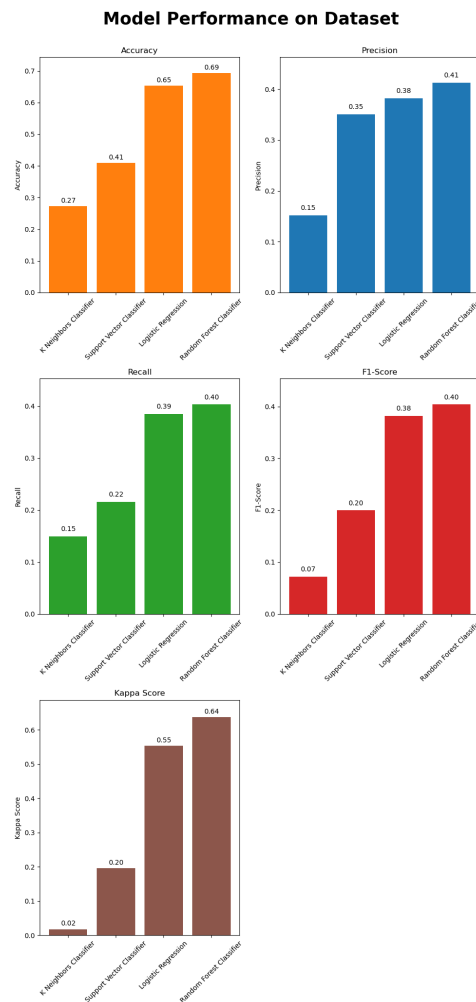 Model Performance on Dataset
Accuracy
Accuracy
0.0
0.1
0.2
0.3
0.4
0.5
0.6
0.7
0.27
0.41
0.65
0.69
K Neighbors Classifier
Support Vector Classifier
Logistic Regression
Random Forest Classifier
Precision
Precision
0.0
0.1
0.2
0.3
0.4
0.15
0.35
0.38
0.41
K Neighbors Classifier
Support Vector Classifier
Logistic Regression
Random Forest Classifier
Recall
Recall
0.0
0.1
0.2
0.3
0.4
0.15
0.22
0.39
0.40
K Neighbors Classifier
Support Vector Classifier
Logistic Regression
Random Forest Classifier
F1-Score
F1-Score
0.0
0.1
0.2
0.3
0.4
0.07
0.20
0.38
0.40
K Neighbors Classifier
Support Vector Classifier
Logistic Regression
Random Forest Classifier
Kappa Score
Kappa Score
0.0
0.1
0.2
0.3
0.4
0.5
0.6
0.02
0.20
0.55
0.64
K Neighbors Classifier
Support Vector Classifier
Logistic Regression
Random Forest Classifier